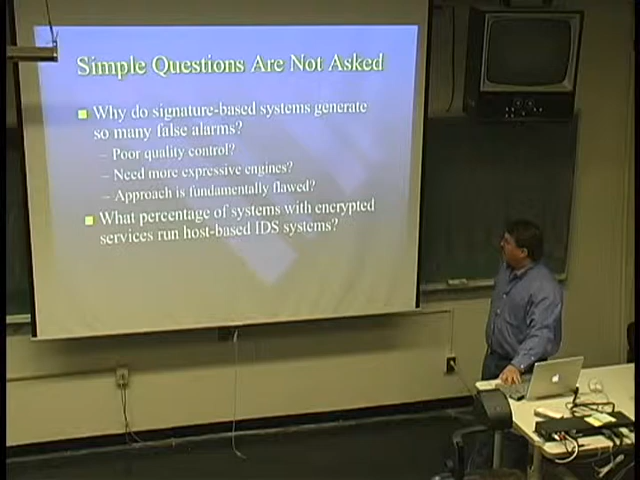 Simple Questions Are Not Asked
Why do signature-based systems generate
so many false alarms?
– Poor quality control?
– Need more expressive engines?
– Approach is fundamentally flawed?
What percentage of systems with encrypted
services run host-based IDS systems?